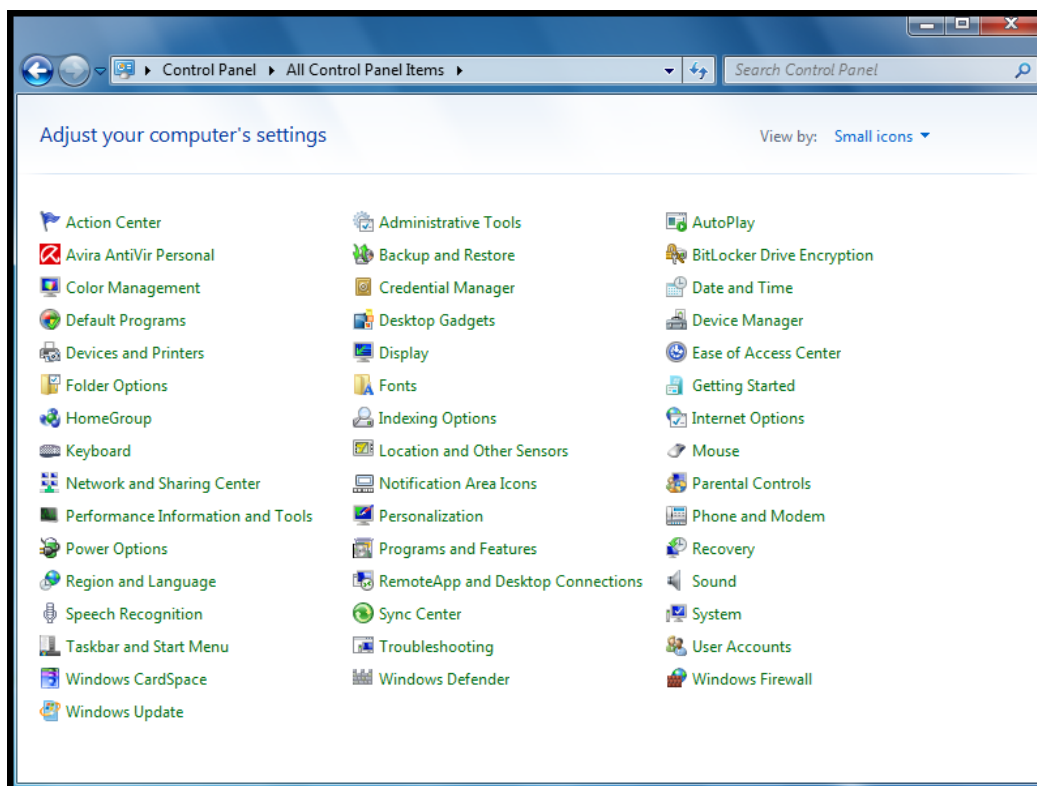 Control Panel All Control Panel Items Search Control Panel
Adjust your computer's settings View by: Small icons
Action Center Administrative Tools AutoPlay
Avira AntiVir Personal Backup and Restore BitLocker Drive Encryption
Color Management Credential Manager Date and Time
Default Programs Desktop Gadgets Device Manager
Devices and Printers Display Ease of Access Center
Folder Options Fonts Getting Started
HomeGroup Indexing Options Internet Options
Keyboard Location and Other Sensors Mouse
Network and Sharing Center Notification Area Icons Parental Controls
Performance Information and Tools Personalization Phone and Modem
Power Options Programs and Features Recovery
Region and Language RemoteApp and Desktop Connections Sound
Speech Recognition Sync Center System
Taskbar and Start Menu Troubleshooting User Accounts
Windows CardSpace Windows Defender Windows Firewall
Windows Update